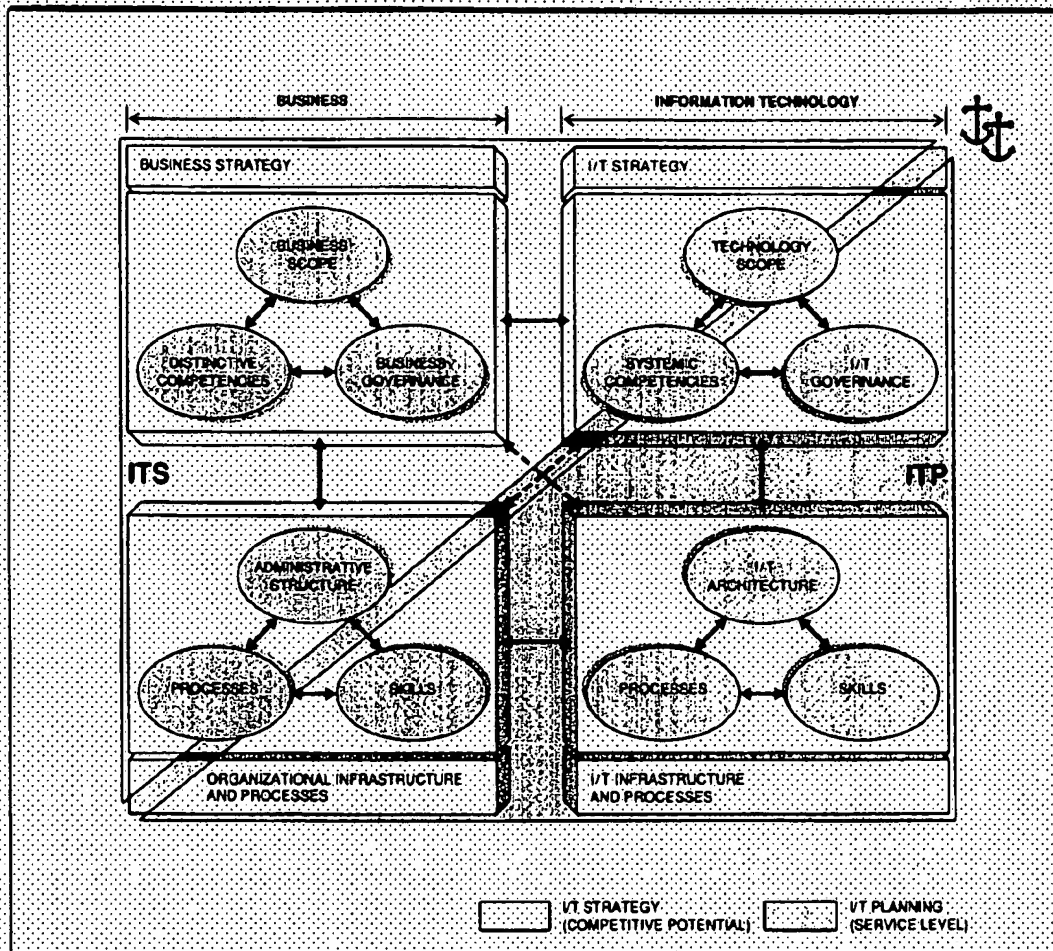 BUSINESS
INFORMATION TECHNOLOGY
BUSINESS STRATEGY
I/T STRATEGY
BUSINESS
SCOPE
TECHNOLOGY
SCOPE
DISTINCTIVE
COMPETENCIES
BUSINESS
GOVERNANCE
SYSTEMIC
COMPETENCIES
I/T
GOVERNANCE
ITS
ITP
ADMINISTRATIVE
STRUCTURE
I/T
ARCHITECTURE
PROCESSES
SKILLS
PROCESSES
SKILLS
ORGANIZATIONAL INFRASTRUCTURE
AND PROCESSES
I/T INFRASTRUCTURE
AND PROCESSES
I/T STRATEGY
(COMPETITIVE POTENTIAL)
I/T PLANNING
(SERVICE LEVEL)